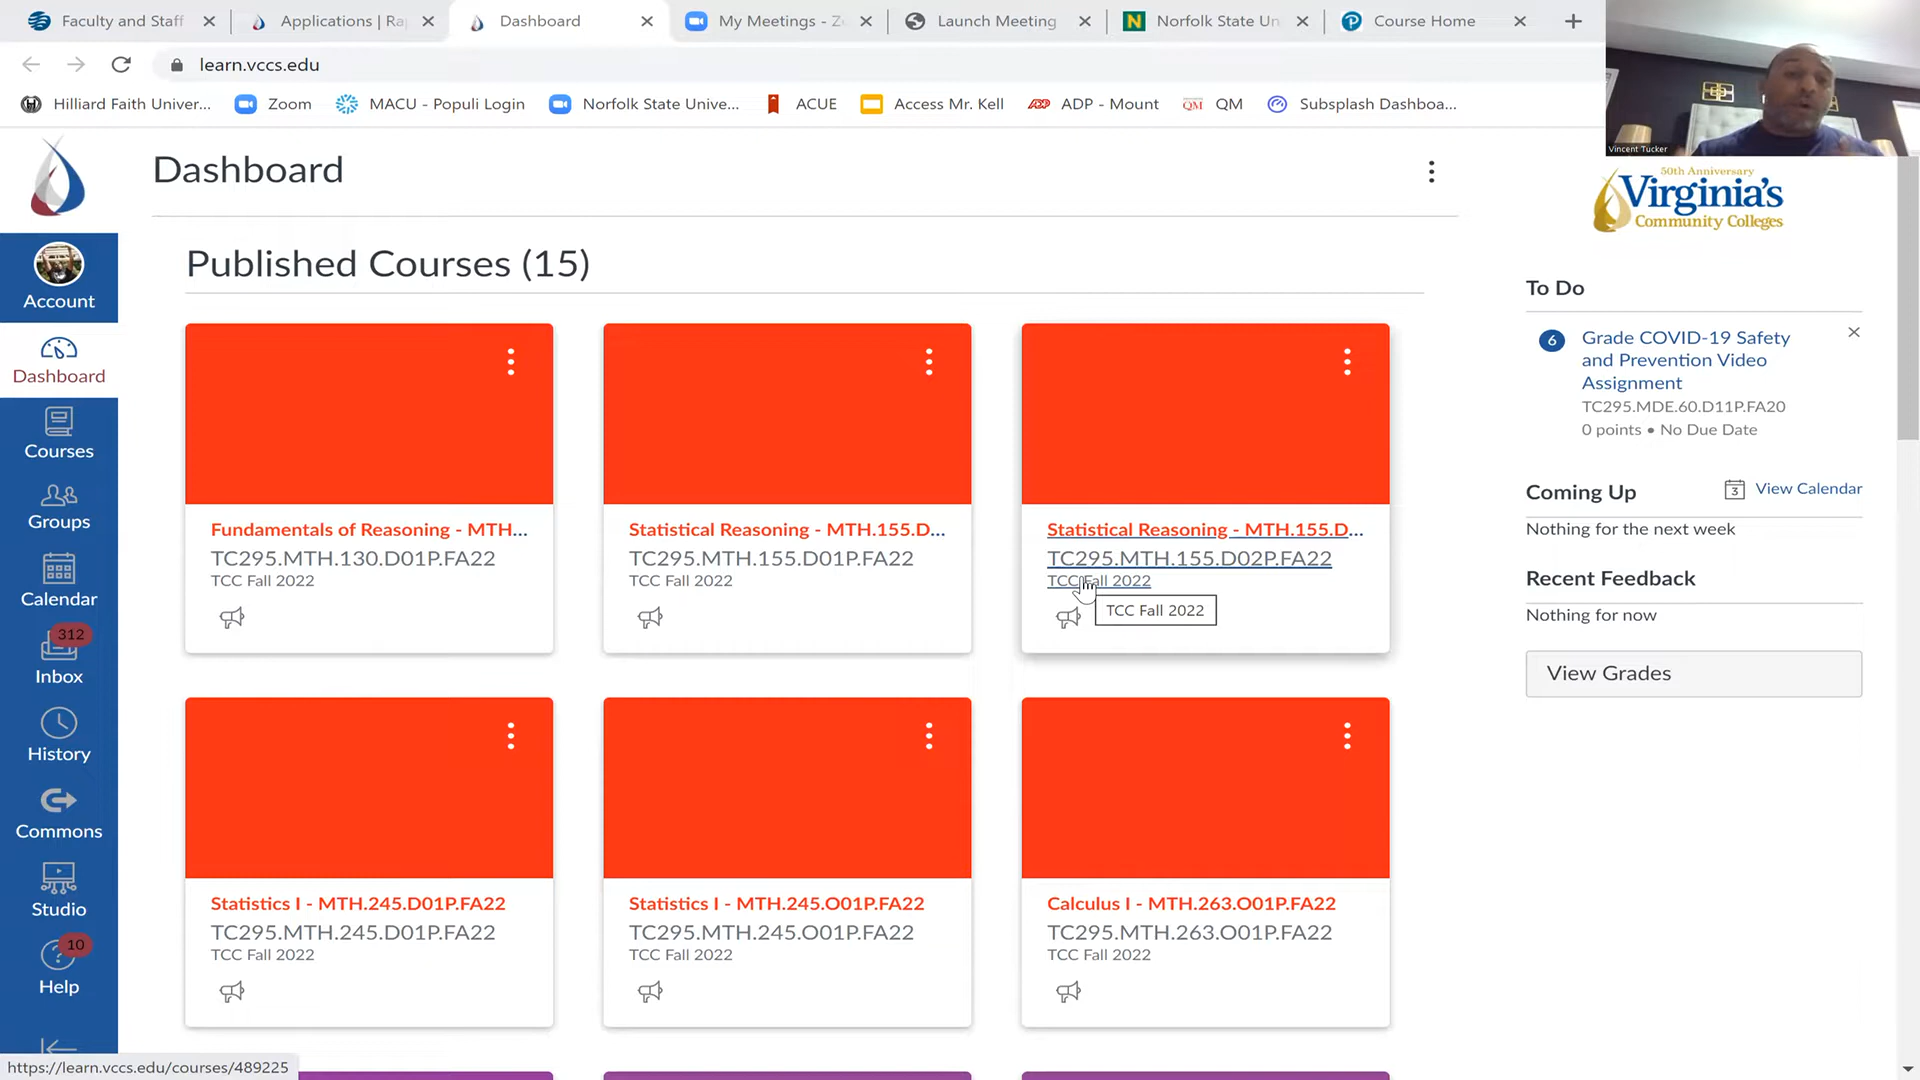 Faculty and Staff
Applications | Ra
Dashboard
My Meetings - Z
Launch Meeting
Norfolk State Un
Course Home
learn.vccs.edu
Hilliard Faith Univer...
Zoom
MACU - Populi Login
Norfolk State Unive...
ACUE
Access Mr. Kell
ADP - Mount
QM
QM
Subsplash Dashboa...
Vincent Tucker
Dashboard
50th Anniversary
Virginia's
Community Colleges
Account
Dashboard
Courses
Groups
Calendar
312
Inbox
History
Commons
Studio
10
Help
Published Courses (15)
Fundamentals of Reasoning - MTH...
TC295.MTH.130.D01P.FA22
TCC Fall 2022
Statistical Reasoning - MTH.155.D...
TC295.MTH.155.D01P.FA22
TCC Fall 2022
Statistical Reasoning - MTH.155.D...
TC295.MTH.155.D02P.FA22
TCC Fall 2022
TCC Fall 2022
Statistics I - MTH.245.D01P.FA22
TC295.MTH.245.D01P.FA22
TCC Fall 2022
Statistics I - MTH.245.O01P.FA22
TC295.MTH.245.O01P.FA22
TCC Fall 2022
Calculus I - MTH.263.O01P.FA22
TC295.MTH.263.O01P.FA22
TCC Fall 2022
To Do
6
Grade COVID-19 Safety
and Prevention Video
Assignment
TC295.MDE.60.D11P.FA20
0 points • No Due Date
Coming Up
3
View Calendar
Nothing for the next week
Recent Feedback
Nothing for now
View Grades
https://learn.vccs.edu/courses/489225